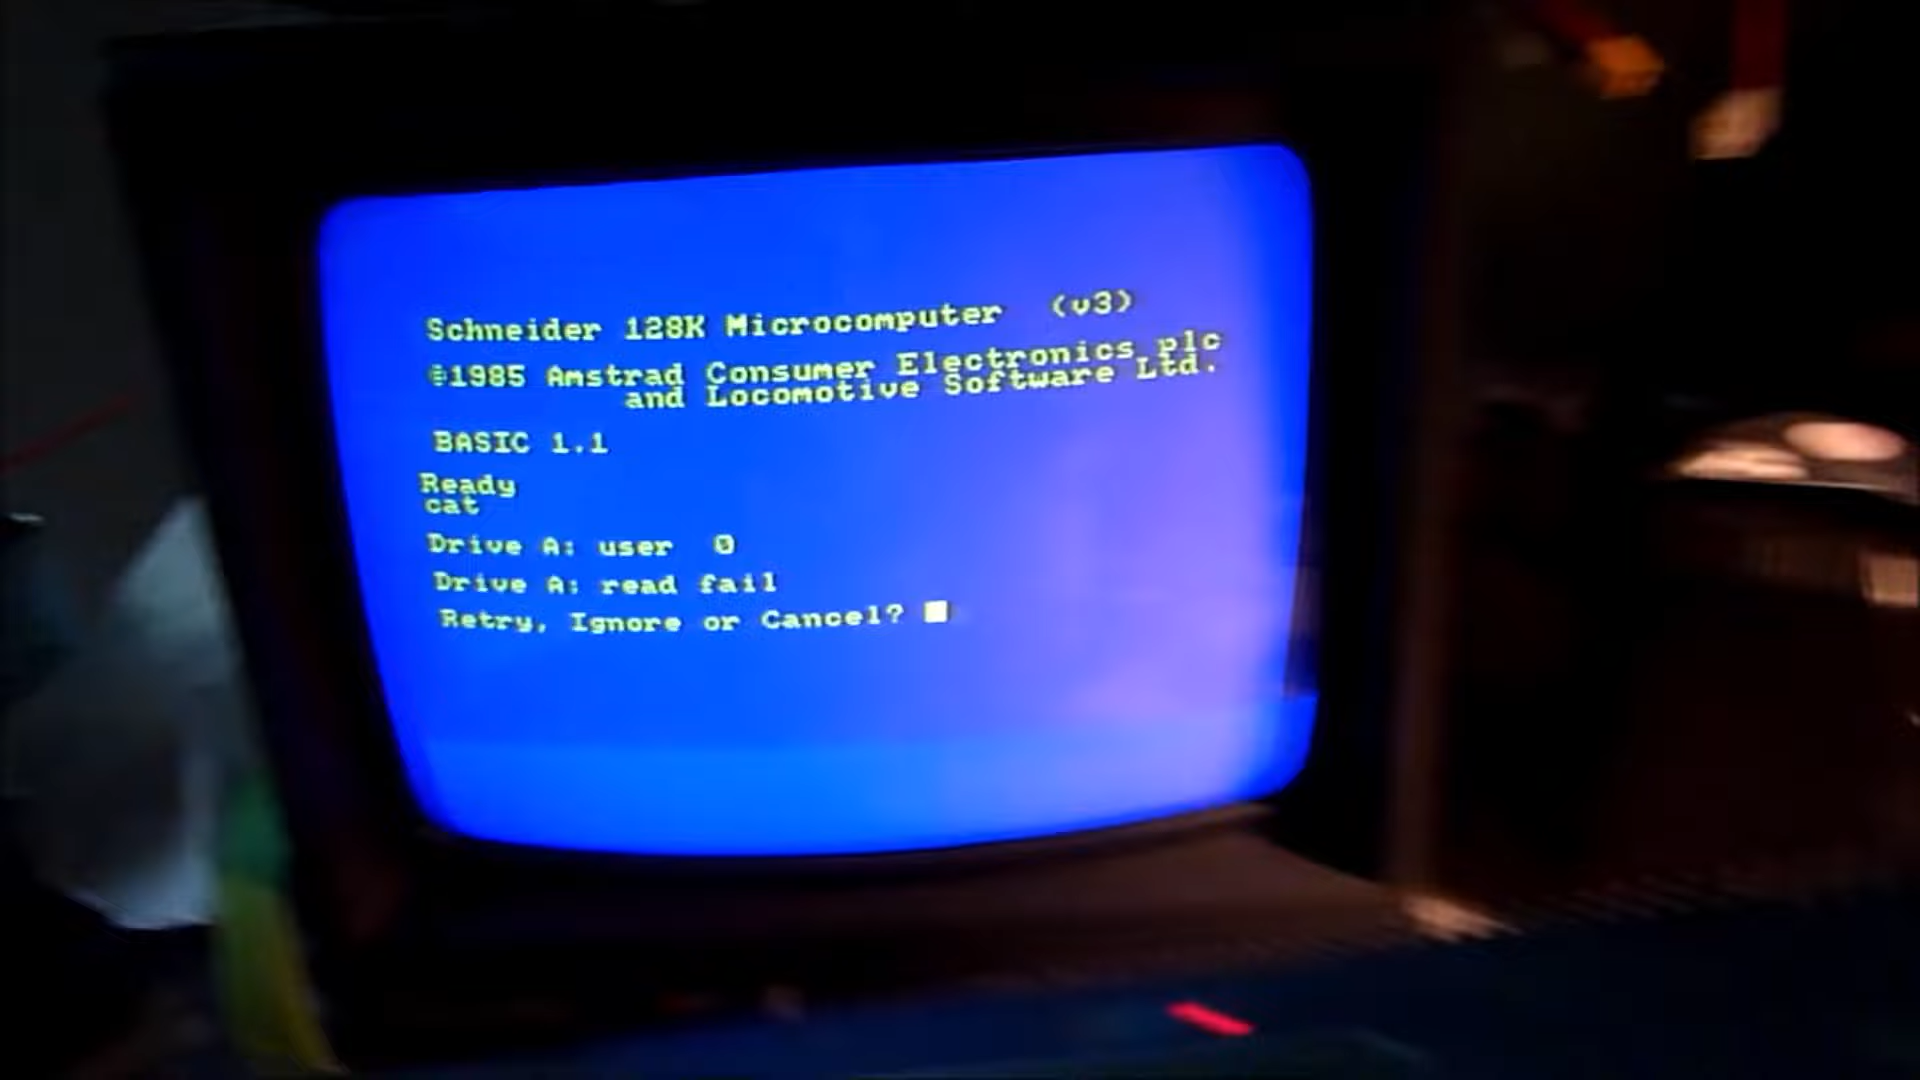 Schneider 128K Microcomputer (v3)
©1985 Amstrad Consumer Electronics plc
and Locomotive Software Ltd.
BASIC 1.1
Ready
cat
Drive A: user 0
Drive A: read fail
Retry, Ignore or Cancel?